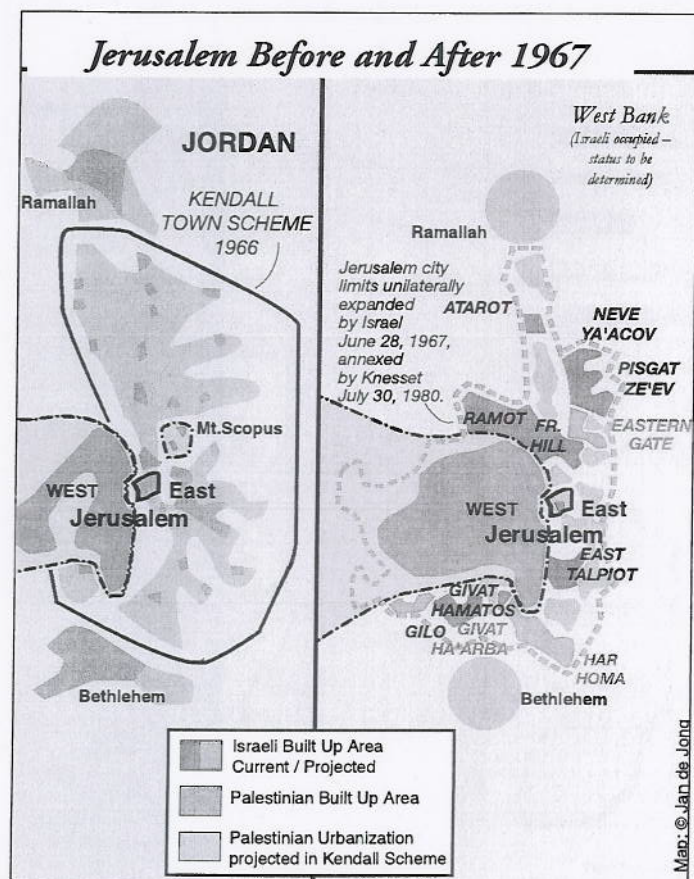 Jerusalem Before and After 1967
JORDAN
Ramallah
KENDALL
TOWN SCHEME
1966
Mt.Scopus
WEST
East
Jerusalem
Bethlehem
West Bank
(Israeli occupied –
status to be
determined)
Ramallah
Jerusalem city
limits unilaterally
expanded
by Israel
June 28, 1967,
annexed
by Knesset
July 30, 1980.
ATAROT
NEVE
YA'ACOV
PISGAT
ZE'EV
RAMOT
FR.
HILL
EASTERN
GATE
WEST
East
Jerusalem
EAST
TALPIOT
GIVAT
HAMATOS
GILO
GIVAT
HA'ARBA
HAR
HOMA
Bethlehem
Israeli Built Up Area
Current / Projected
Palestinian Built Up Area
Palestinian Urbanization
projected in Kendall Scheme
Map: © Jan de Jong